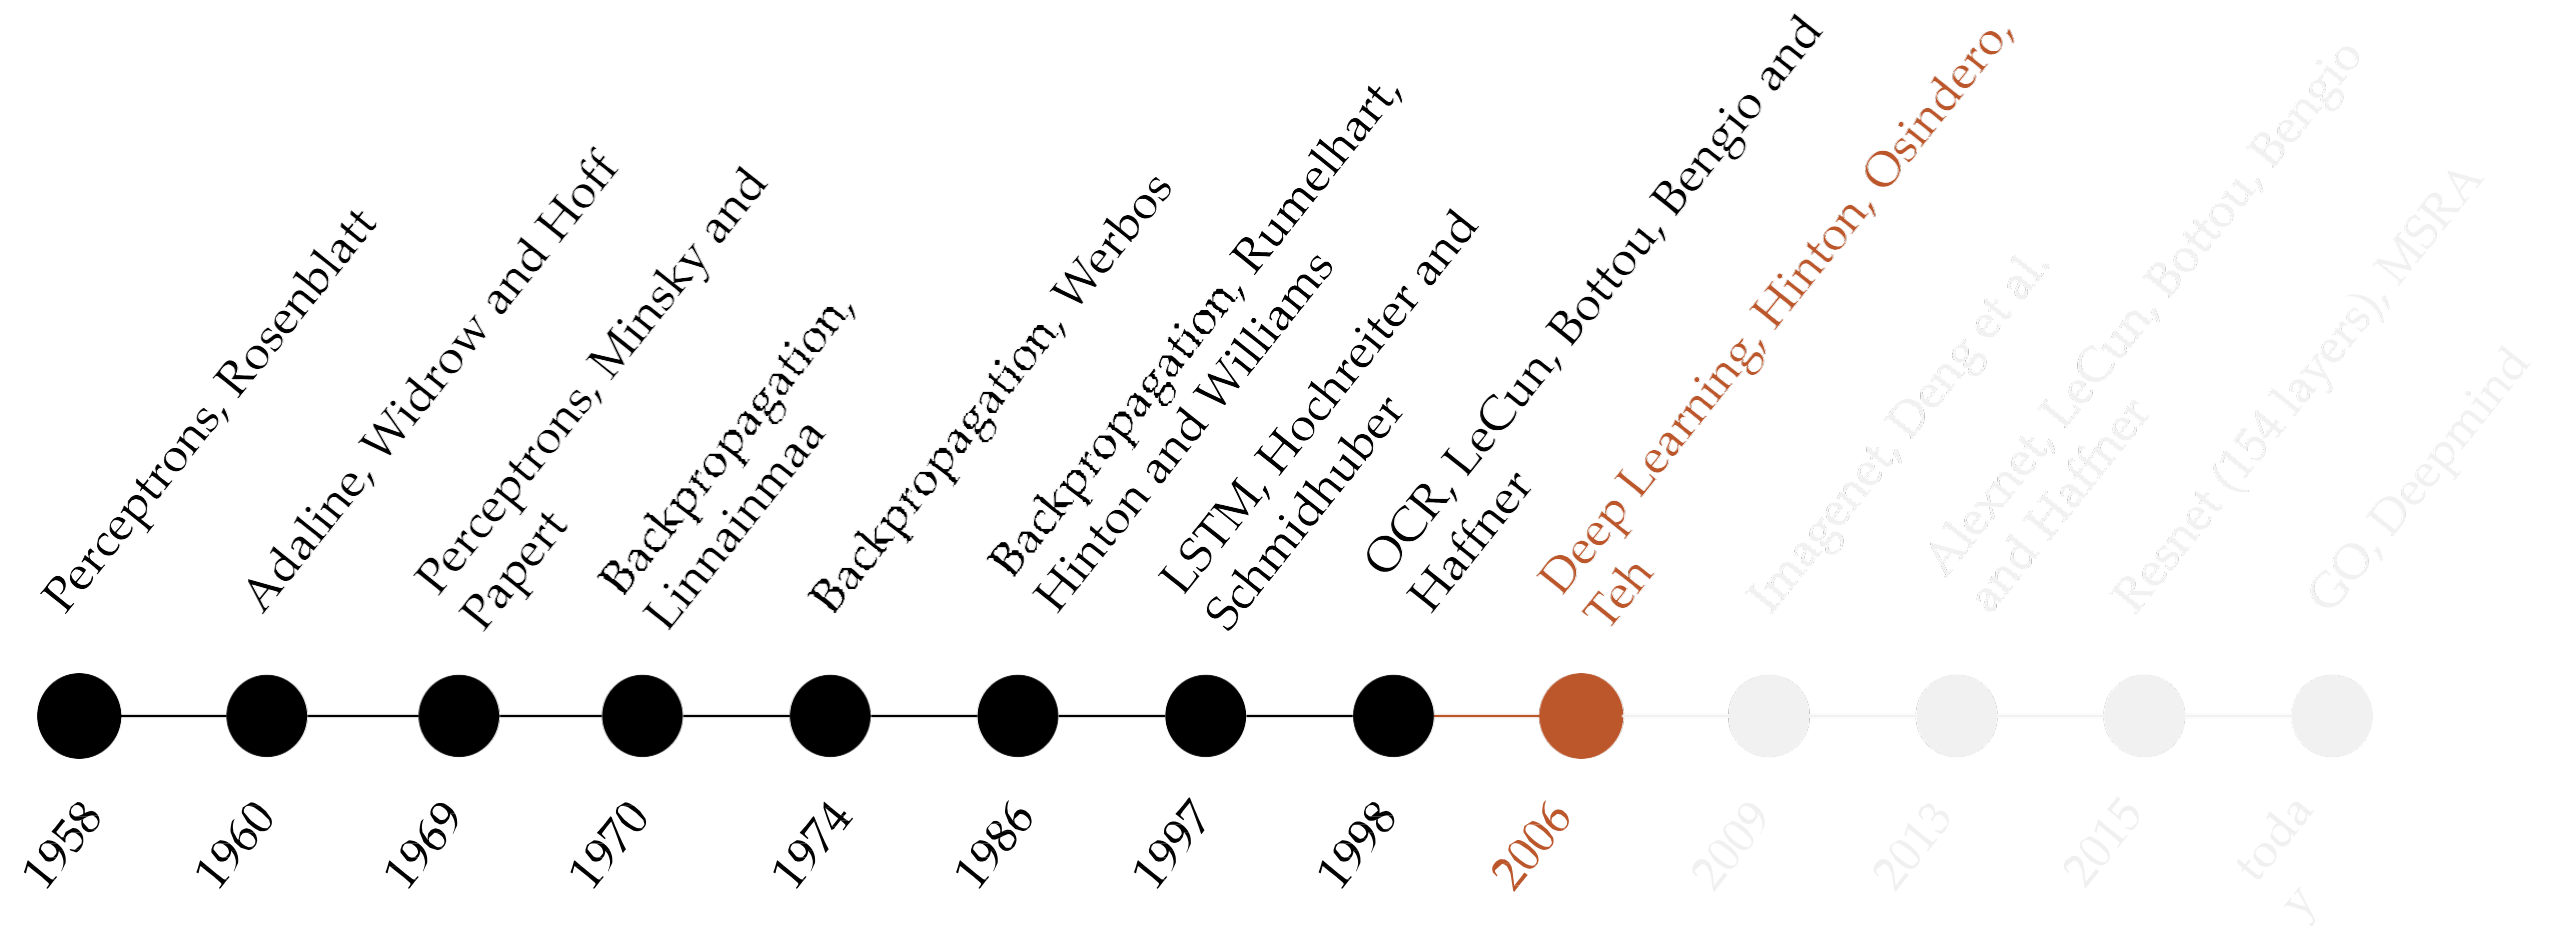 Perceptrons, Rosenblatt
Adaline, Widrow and Hoff
Perceptrons, Minsky and
Papert
Backpropagation,
Linnainmaa
Backpropagation, Werbos
Backpropagation, Rumelhart,
Hinton and Williams
LSTM, Hochreiter and
Schmidhuber
OCR, LeCun, Bottou, Bengio and
Haffner
Deep Learning, Hinton, Osindero,
Teh
Imagenet, Deng et al.
Alexnet, LeCun, Bottou, Bengio
and Haffner
Resnet (154 layers), MSRA
GO, Deepmind
1958
1960
1969
1970
1974
1986
1997
1998
2006
2009
2013
2015
toda
y